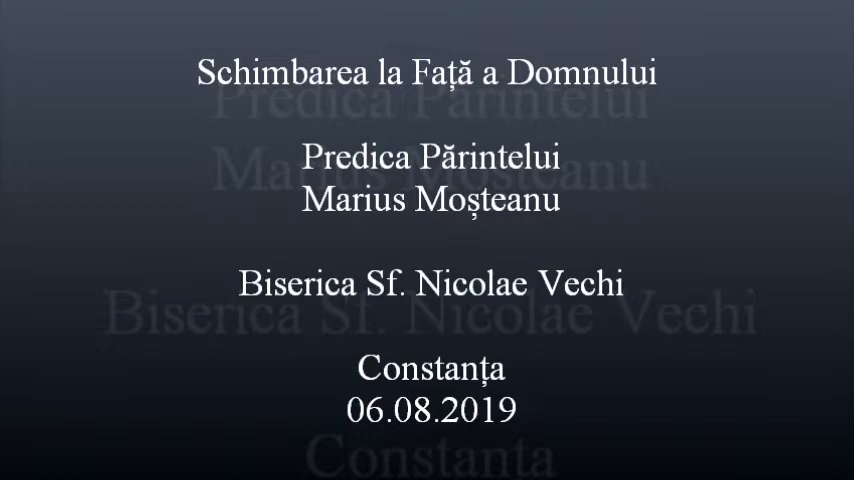 Schimbarea la Față a Domnului
Predica Părintelui
Marius Moșteanu
Biserica Sf. Nicolae Vechi
Constanța
06.08.2019